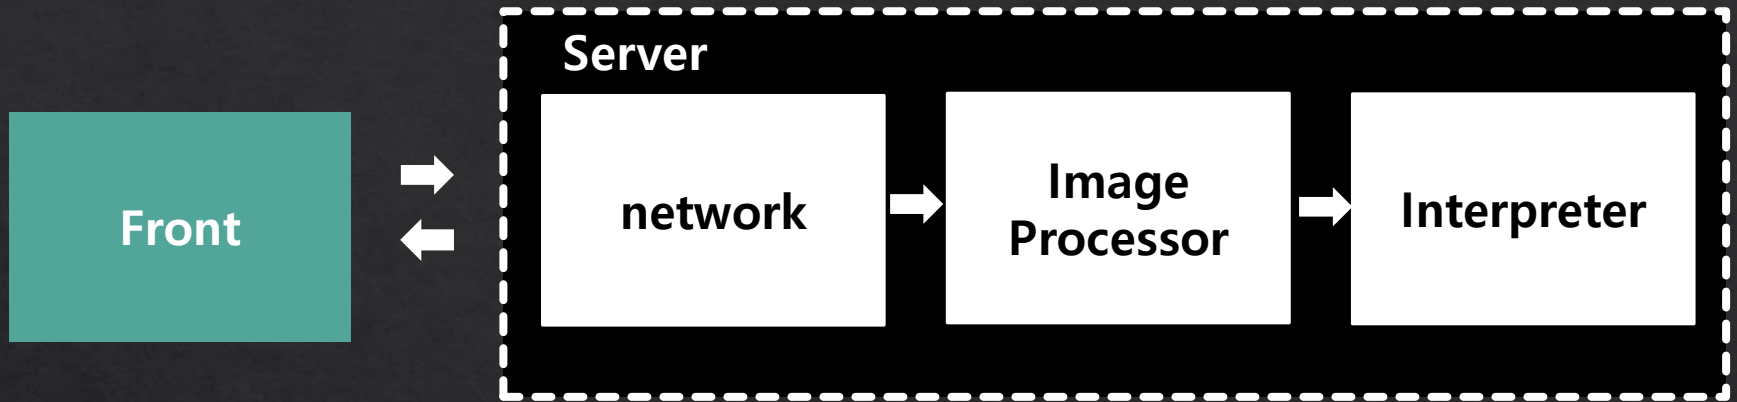 Server
Front
network
Image
Processor
Interpreter